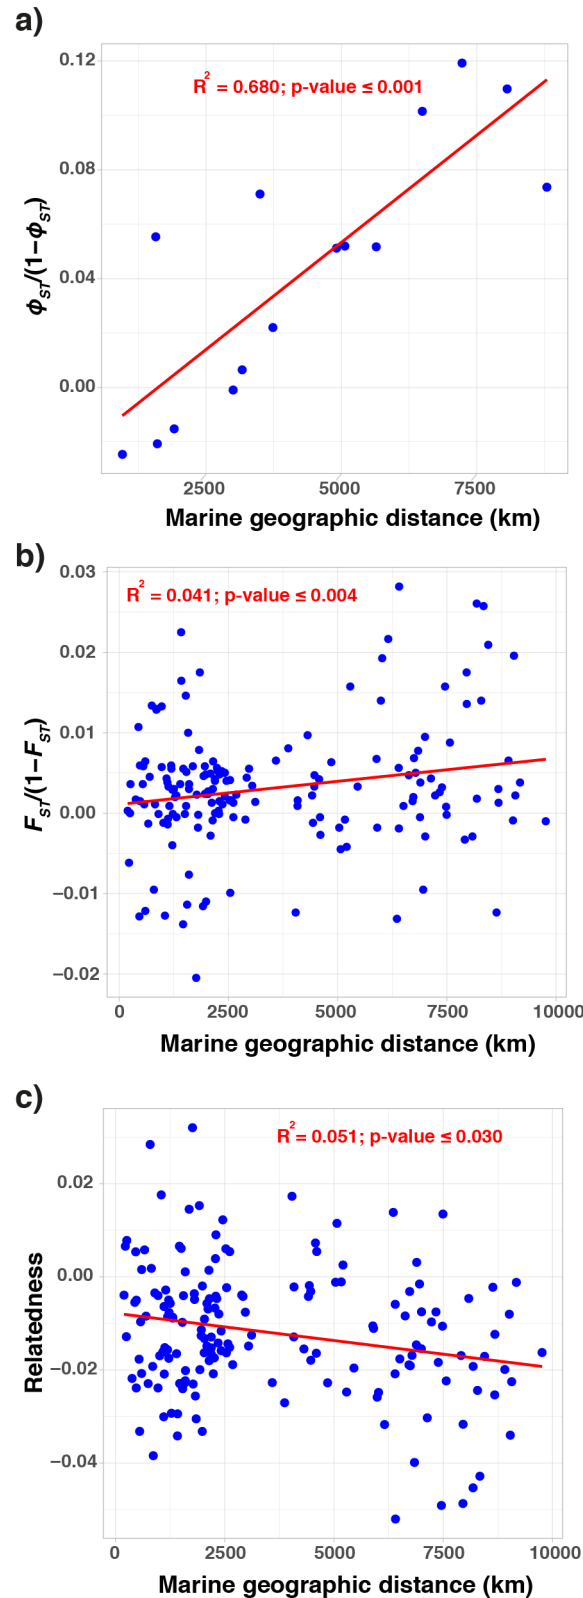 a)
R² = 0.680; p-value ≤ 0.001
0.12
0.08
0.04
0.00
ϕST/(1−ϕST)
2500 5000 7500
Marine geographic distance (km)
b)
R² = 0.041; p-value ≤ 0.004
0.03
0.02
0.01
0.00
−0.01
−0.02
FST/(1−FST)
0 2500 5000 7500 10000
Marine geographic distance (km)
c)
R² = 0.051; p-value ≤ 0.030
0.02
0.00
−0.02
−0.04
Relatedness
0 2500 5000 7500 10000
Marine geographic distance (km)